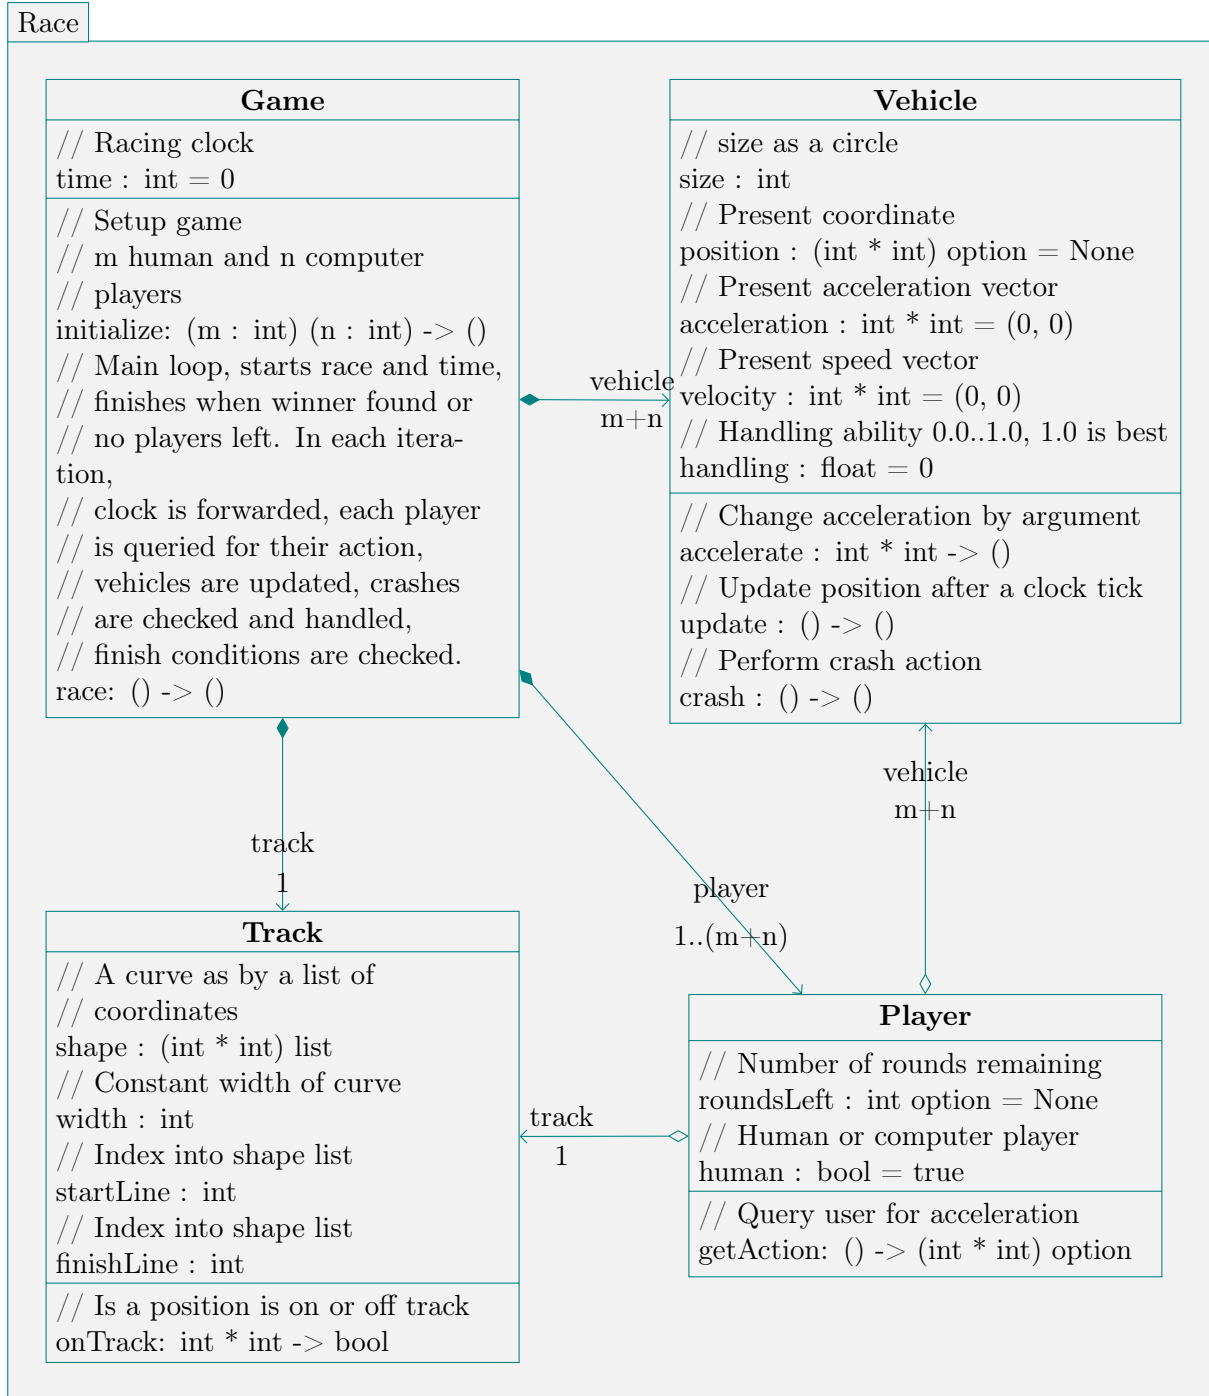 Race
Game
// Racing clock
time : int = 0
// Setup game
// m human and n computer
// players
initialize: (m : int) (n : int) -> ()
// Main loop, starts race and time,
// finishes when winner found or
// no players left. In each itera-
tion,
// clock is forwarded, each player
// is queried for their action,
// vehicles are updated, crashes
// are checked and handled,
// finish conditions are checked.
race: () -> ()
vehicle
m+n
Vehicle
// size as a circle
size : int
// Present coordinate
position : (int * int) option = None
// Present acceleration vector
acceleration : int * int = (0, 0)
// Present speed vector
velocity : int * int = (0, 0)
// Handling ability 0.0..1.0, 1.0 is best
handling : float = 0
// Change acceleration by argument
accelerate : int * int -> ()
// Update position after a clock tick
update : () -> ()
// Perform crash action
crash : () -> ()
vehicle
m+n
track
1
player
1..(m+n)
Track
// A curve as by a list of
// coordinates
shape : (int * int) list
// Constant width of curve
width : int
// Index into shape list
startLine : int
// Index into shape list
finishLine : int
// Is a position is on or off track
onTrack: int * int -> bool
track
1
Player
// Number of rounds remaining
roundsLeft : int option = None
// Human or computer player
human : bool = true
// Query user for acceleration
getAction: () -> (int * int) option